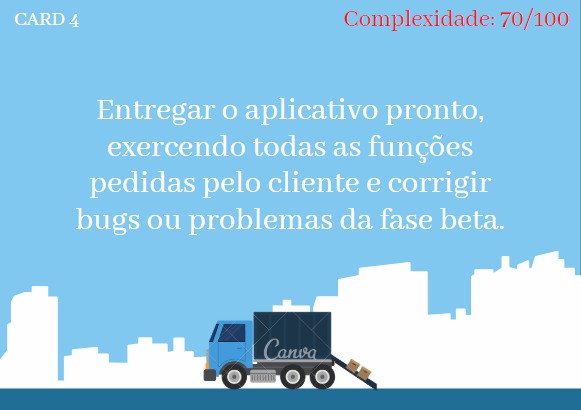 CARD 4
Complexidade: 70/100
Entregar o aplicativo pronto,
exercendo todas as funções
pedidas pelo cliente e corrigir
bugs ou problemas da fase beta.
Canva